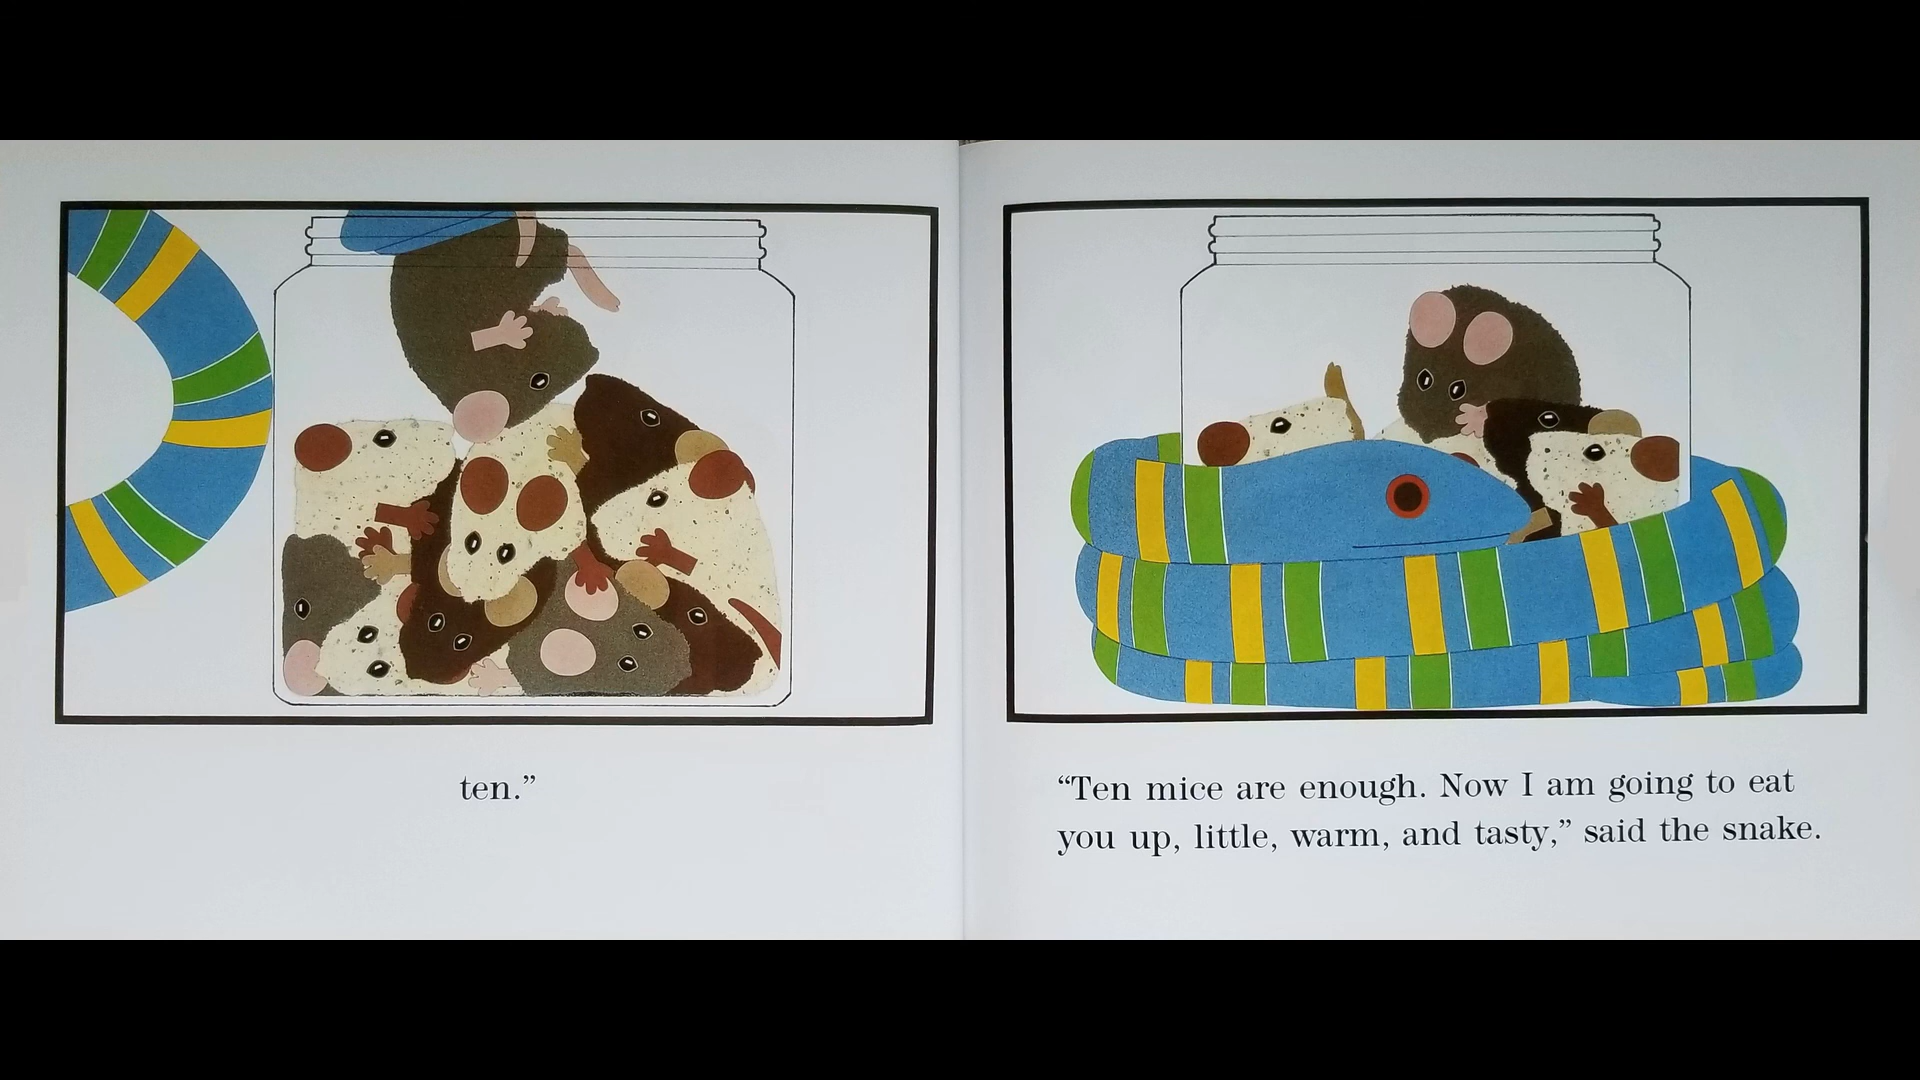 ten.”
“Ten mice are enough. Now I am going to eat
you up, little, warm, and tasty,” said the snake.